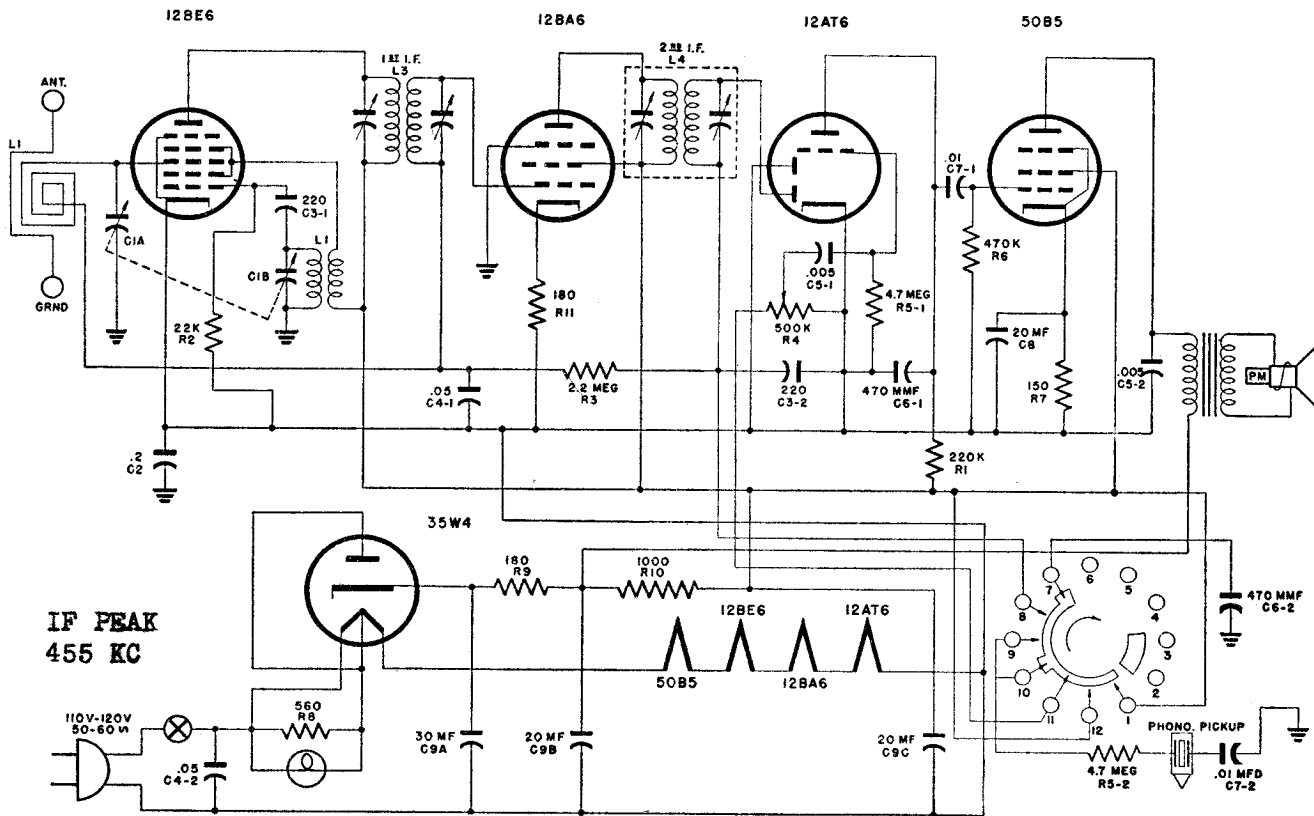 12BE6
12BA6
12AT6
50B5
ANT.
L1
GRND
C1A
C1B
220
C3-1
L1
22K
R2
1ST I.F.
L3
2ND I.F.
L4
180
R11
.05
C4-1
2.2 MEG
R3
.005
C5-1
500K
R4
4.7 MEG
R5-1
220
C3-2
470 MMF
C6-1
.01
C7-1
470K
R6
20 MF
C8
150
R7
.005
C5-2
PM
220K
R1
.2
C2
35W4
180
R9
1000
R10
IF PEAK
455 KC
50B5
12BE6
12BA6
12AT6
110V-120V
50-60∿
.05
C4-2
560
R8
30 MF
C9A
20 MF
C9B
20 MF
C9C
7
6
5
4
3
2
1
12
11
10
9
8
470 MMF
C6-2
PHONO. PICKUP
4.7 MEG
R5-2
.01 MFD
C7-2